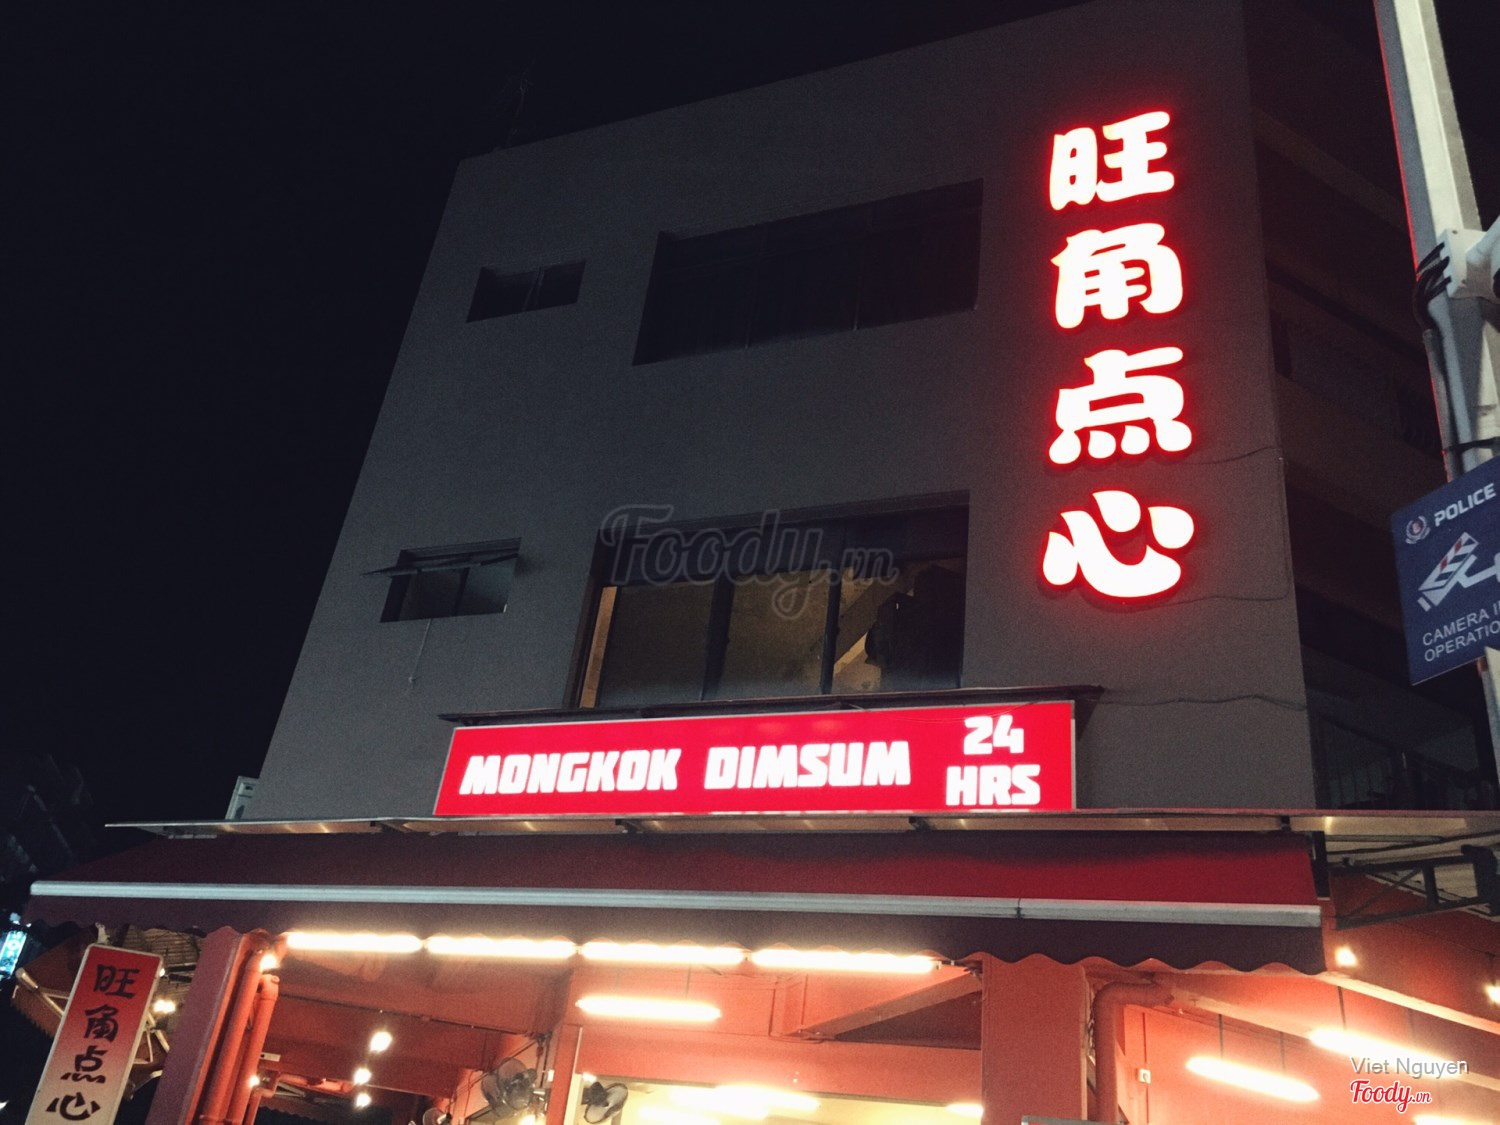 旺角点心
Foody.vn
POLICE
CAMERA
OPERATIO
MONGKOK DIMSUM
24
HRS
旺角点心
Viet Nguyen
Foody.vn